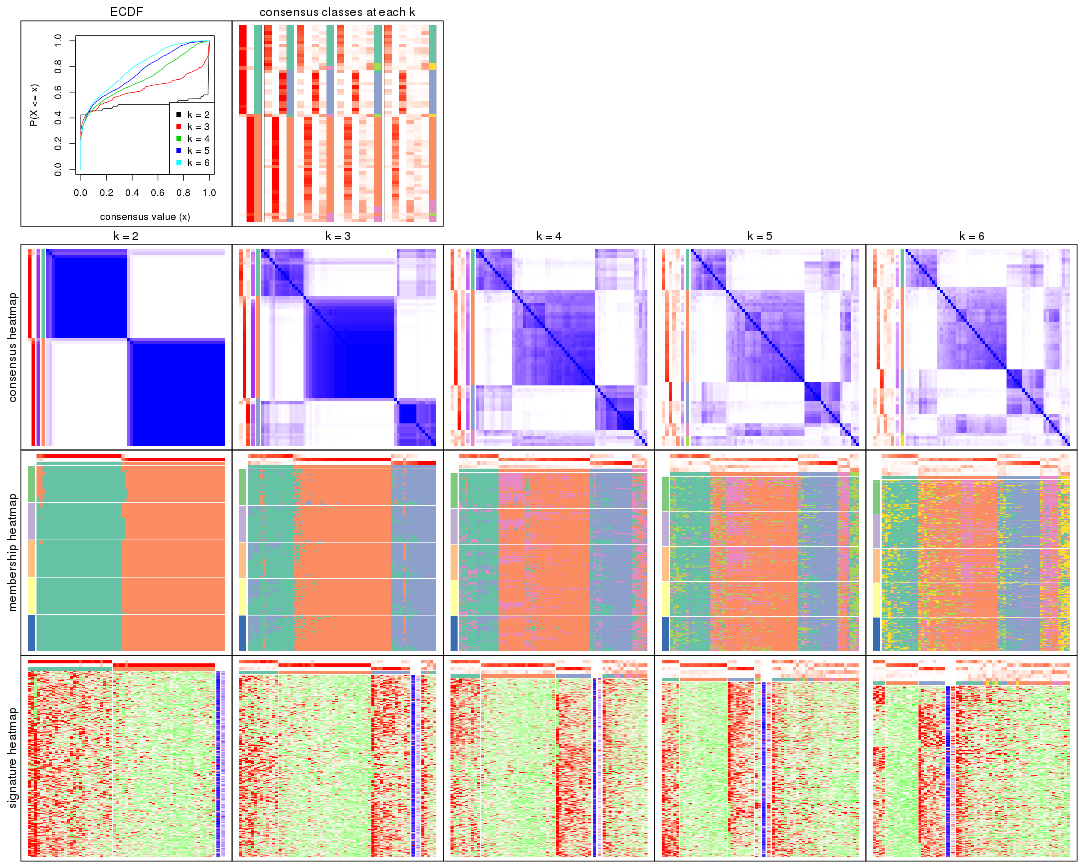 ECDF
consensus classes at each k
P(X <= x)
0.0
0.2
0.4
0.6
0.8
1.0
k = 2
k = 3
k = 4
k = 5
k = 6
0.0 0.2 0.4 0.6 0.8 1.0
consensus value (x)
k = 2
k = 3
k = 4
k = 5
k = 6
consensus heatmap
membership heatmap
signature heatmap